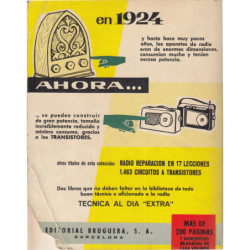 en 1924
y hasta hace muy pocos
años, los aparatos de radio
eran de enormes dimensiones,
consumían mucho y tenían
escasa potencia.
AHORA...
... se pueden construir
de gran potencia, tamaño
increíblemente reducido y
mínimo consumo, gracias
a los TRANSISTORES.
otros títulos de esta colección: RADIO REPARACION EN 17 LECCIONES
1.463 CIRCUITOS A TRANSISTORES
Dos libros que no deben faltar en la biblioteca de todo
buen técnico o aficionado a la radio
TECNICA AL DIA "EXTRA"
EDITORIAL BRUGUERA, S. A.
BARCELONA
MAS DE
200 PAGINAS